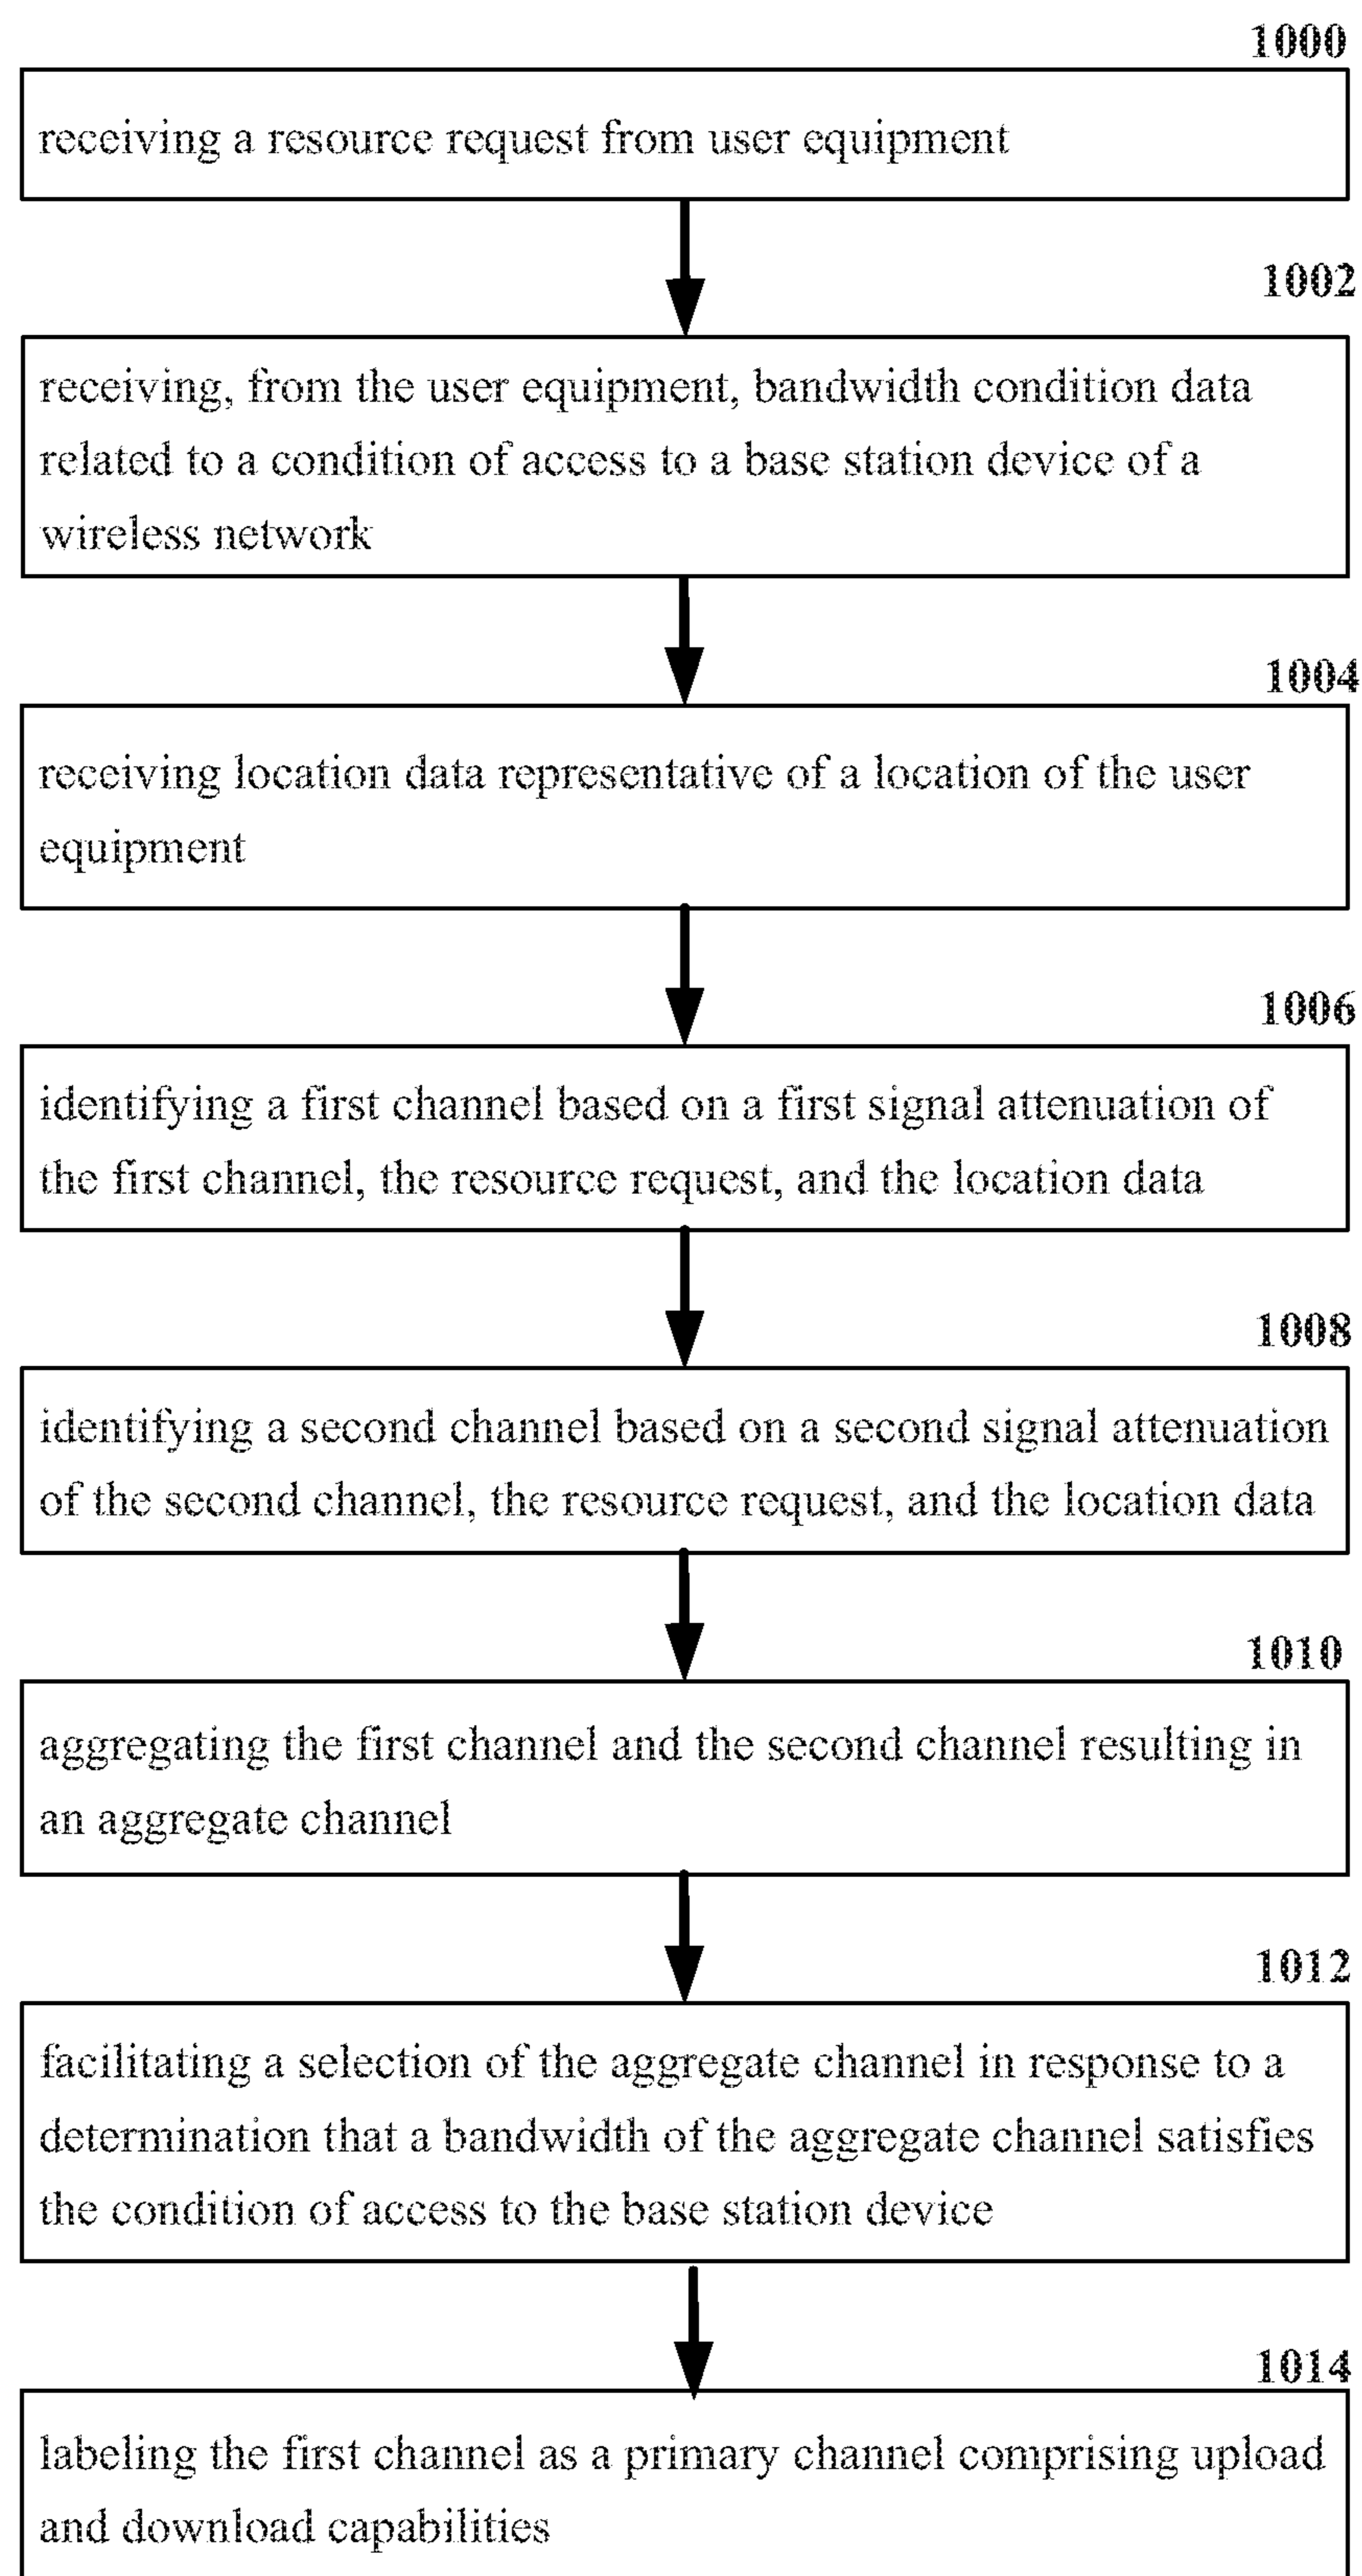 1000
receiving a resource request from user equipment
1002
receiving, from the user equipment, bandwidth condition data
related to a condition of access to a base station device of a
wireless network
1004
receiving location data representative of a location of the user
equipment
1006
identifying a first channel based on a first signal attenuation of
the first channel, the resource request, and the location data
1008
identifying a second channel based on a second signal attenuation
of the second channel, the resource request, and the location data
1010
aggregating the first channel and the second channel resulting in
an aggregate channel
1012
facilitating a selection of the aggregate channel in response to a
determination that a bandwidth of the aggregate channel satisfies
the condition of access to the base station device
1014
labeling the first channel as a primary channel comprising upload
and download capabilities